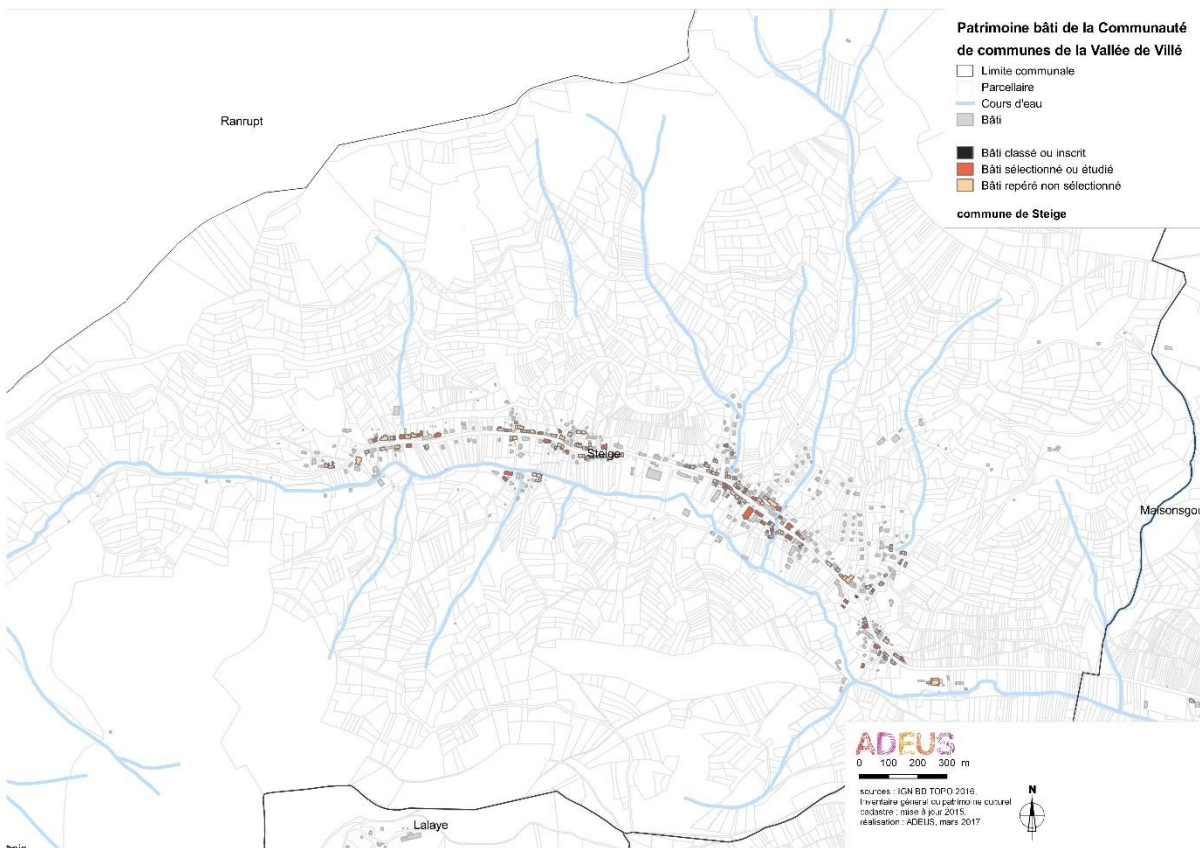 Patrimoine bâti de la Communauté
de communes de la Vallée de Villé
Limite communale
Parcellaire
Cours d'eau
Bâti
Bâti classé ou inscrit
Bâti sélectionné ou étudié
Bâti repéré non sélectionné
commune de Steige
Ranrupt
Steige
Maisonsgou
Lalaye
ADEUS
0 100 200 300 m
sources : IGN BD TOPO 2016,
Inventaire général du patrimoine culturel
cadastre : mise à jour 2015.
réalisation : ADEUS, mars 2017
N